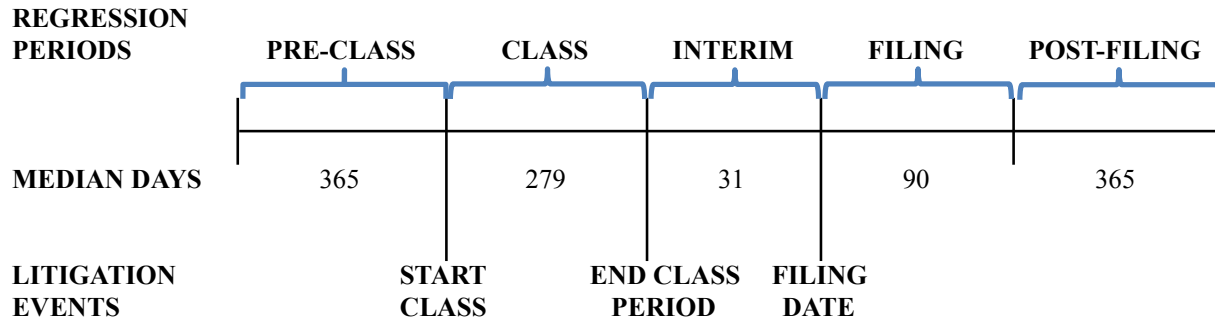 REGRESSION
PERIODS PRE-CLASS CLASS INTERIM FILING POST-FILING
MEDIAN DAYS 365 279 31 90 365
LITIGATION START END CLASS FILING
EVENTS CLASS PERIOD DATE